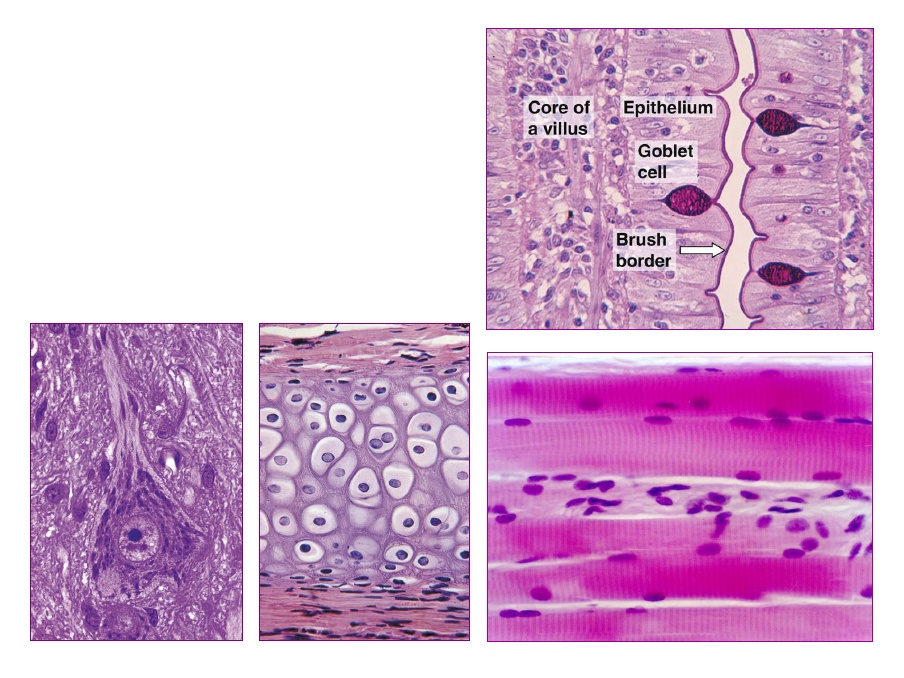 Core of
a villus
Epithelium
Goblet
cell
Brush
border